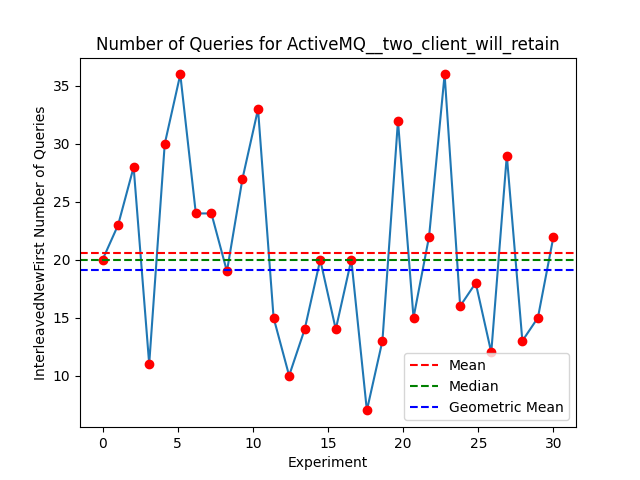 Number of Queries for ActiveMQ__two_client_will_retain
InterleavedNewFirst Number of Queries
35
30
25
20
15
10
0
5
10
15
20
25
30
Experiment
Mean
Median
Geometric Mean